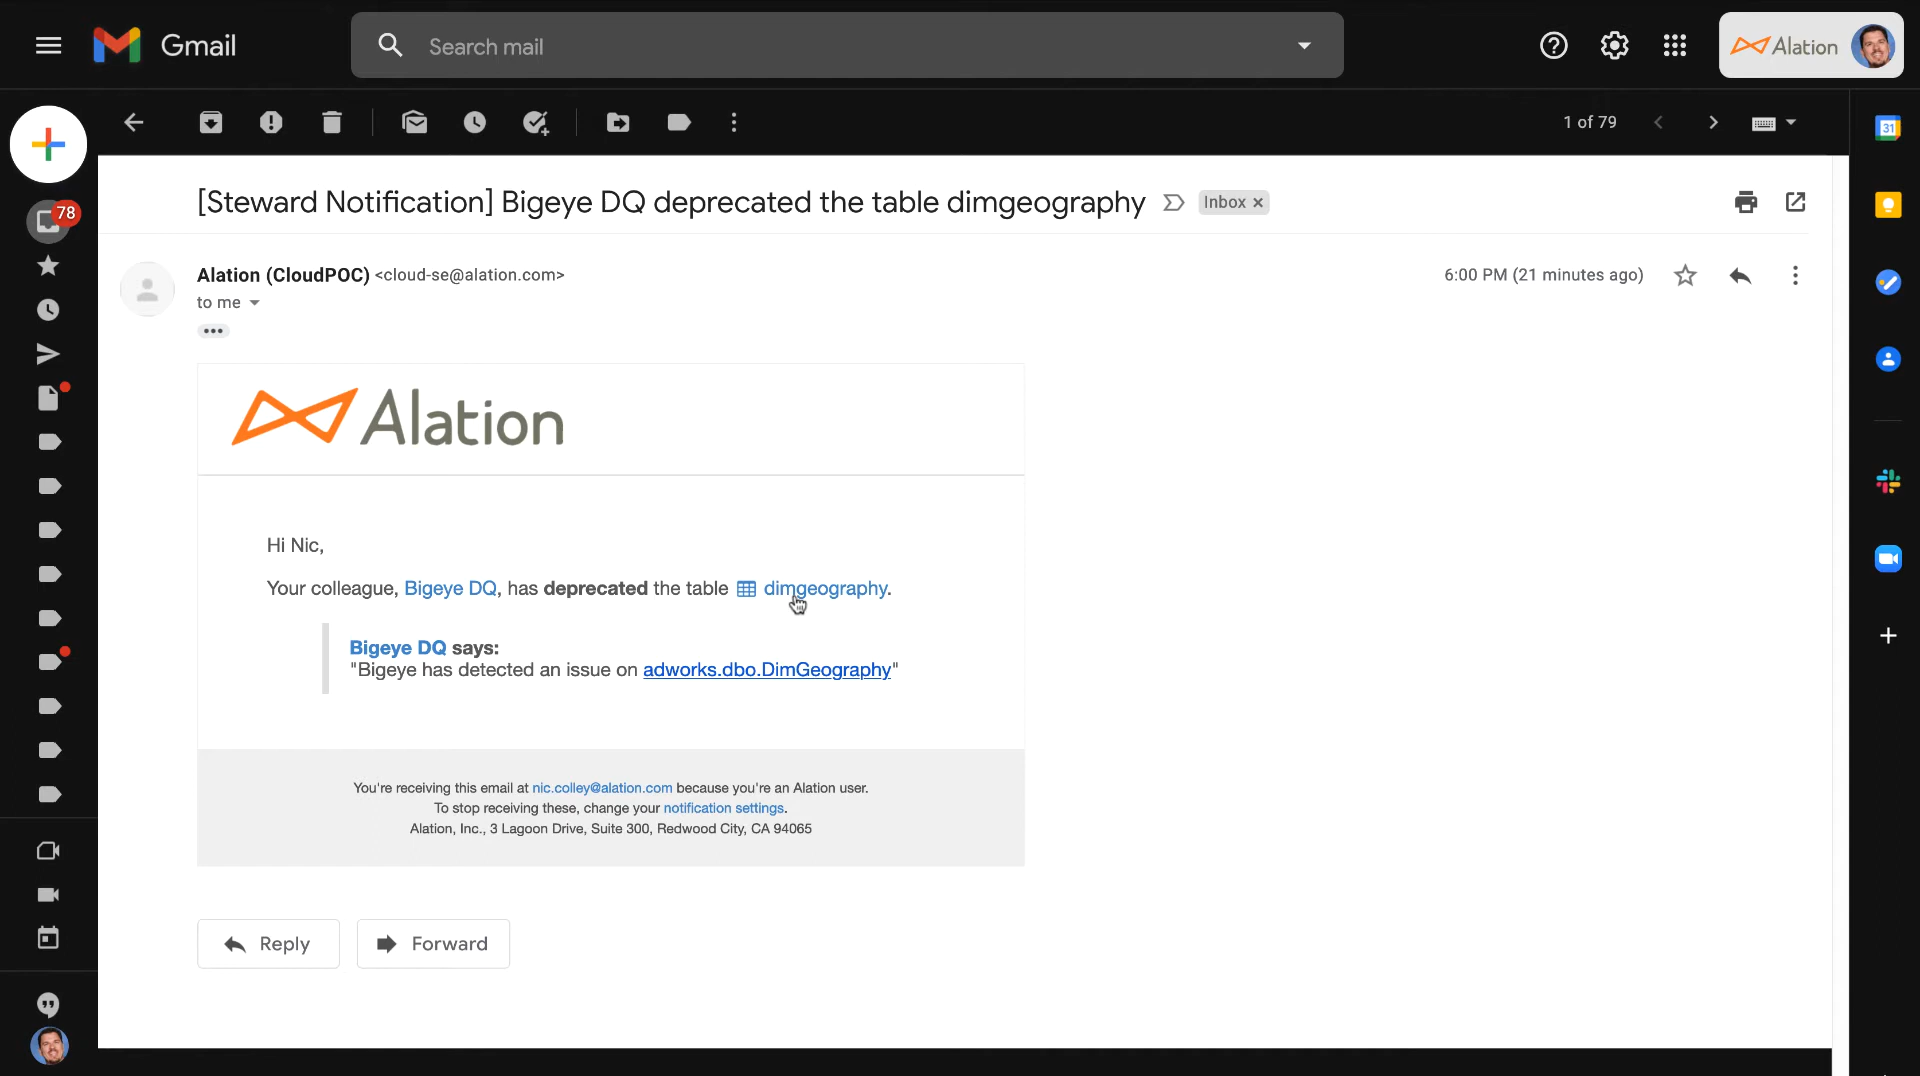 Gmail
Search mail
Alation
1 of 79
31
78
[Steward Notification] Bigeye DQ deprecated the table dimgeography
Inbox ×
Alation (CloudPOC) <cloud-se@alation.com>
6:00 PM (21 minutes ago)
to me
Alation
Hi Nic,
Your colleague, Bigeye DQ, has deprecated the table dimgeography.
Bigeye DQ says:
"Bigeye has detected an issue on adworks.dbo.DimGeography"
You're receiving this email at nic.colley@alation.com because you're an Alation user.
To stop receiving these, change your notification settings.
Alation, Inc., 3 Lagoon Drive, Suite 300, Redwood City, CA 94065
Reply
Forward